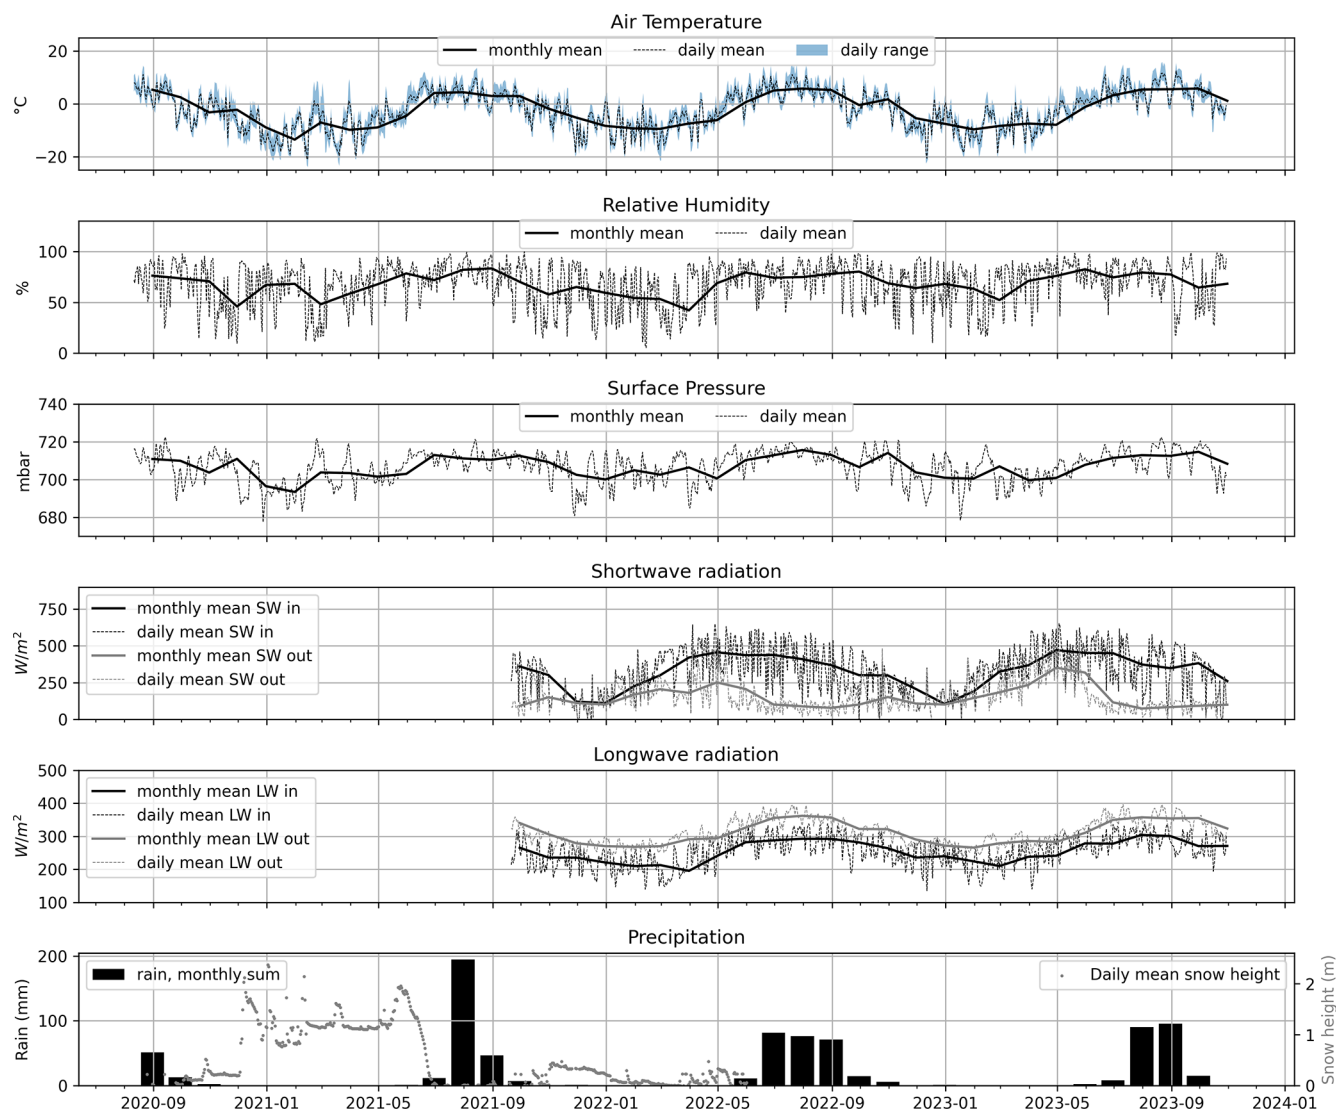 Air Temperature
monthly mean daily mean daily range
20
0
−20
°C
Relative Humidity
monthly mean daily mean
100
50
0
%
Surface Pressure
monthly mean daily mean
740
720
700
680
mbar
Shortwave radiation
monthly mean SW in
daily mean SW in
monthly mean SW out
daily mean SW out
750
500
250
0
W/m²
Longwave radiation
monthly mean LW in
daily mean LW in
monthly mean LW out
daily mean LW out
500
400
300
200
100
W/m²
Precipitation
rain, monthly sum
Daily mean snow height
200
100
0
Rain (mm)
2
1
0
Snow height (m)
2020-09 2021-01 2021-05 2021-09 2022-01 2022-05 2022-09 2023-01 2023-05 2023-09 2024-01